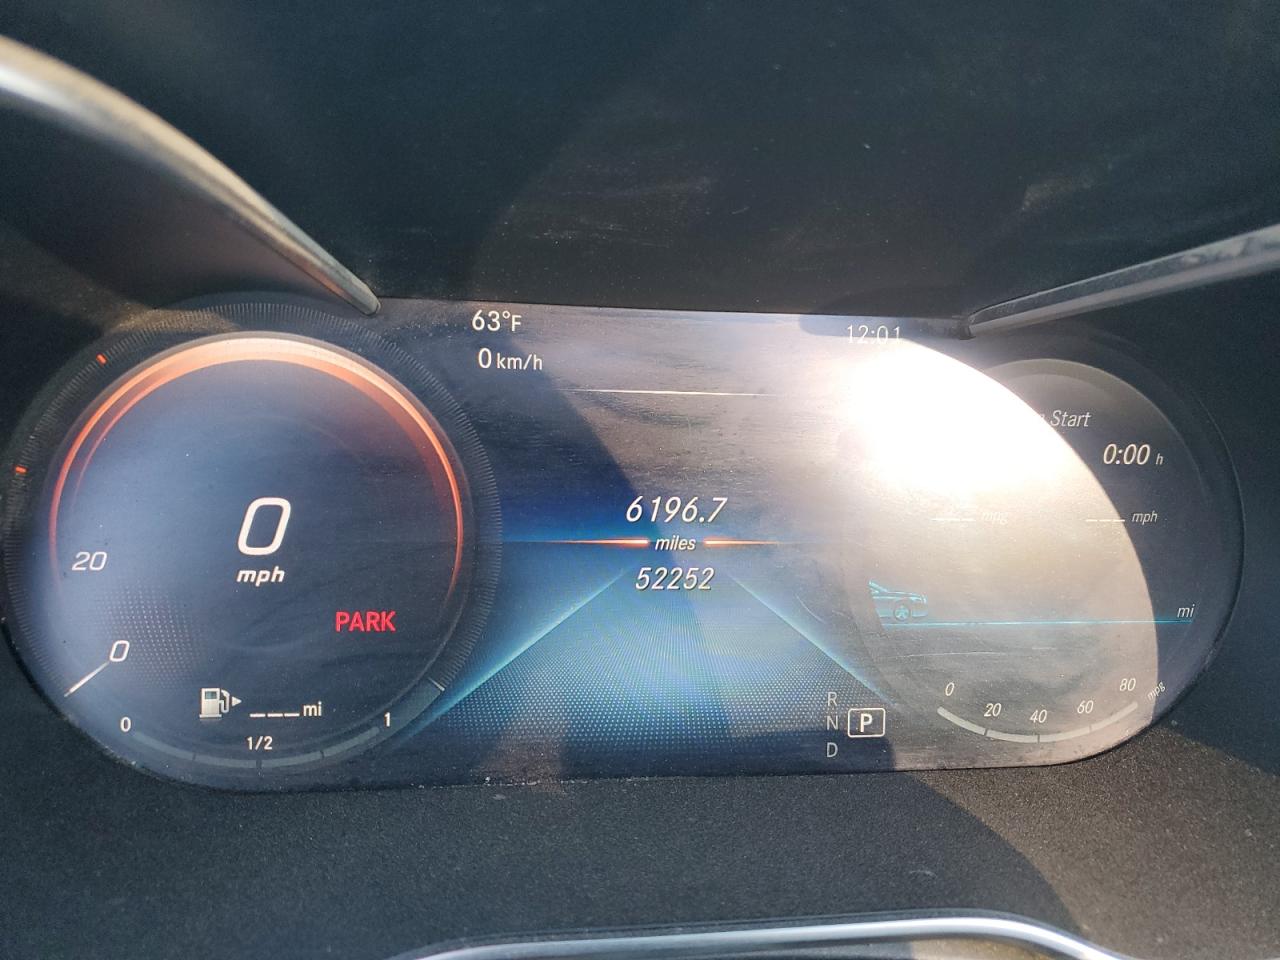 63°F
12:01
0 km/h
Start
0:00 h
6196.7
miles
52252
--- mpg
--- mph
20
0
mph
PARK
0
mi
___ mi
0
1/2
1
R
N
P
D
0
20
40
60
80
mpg